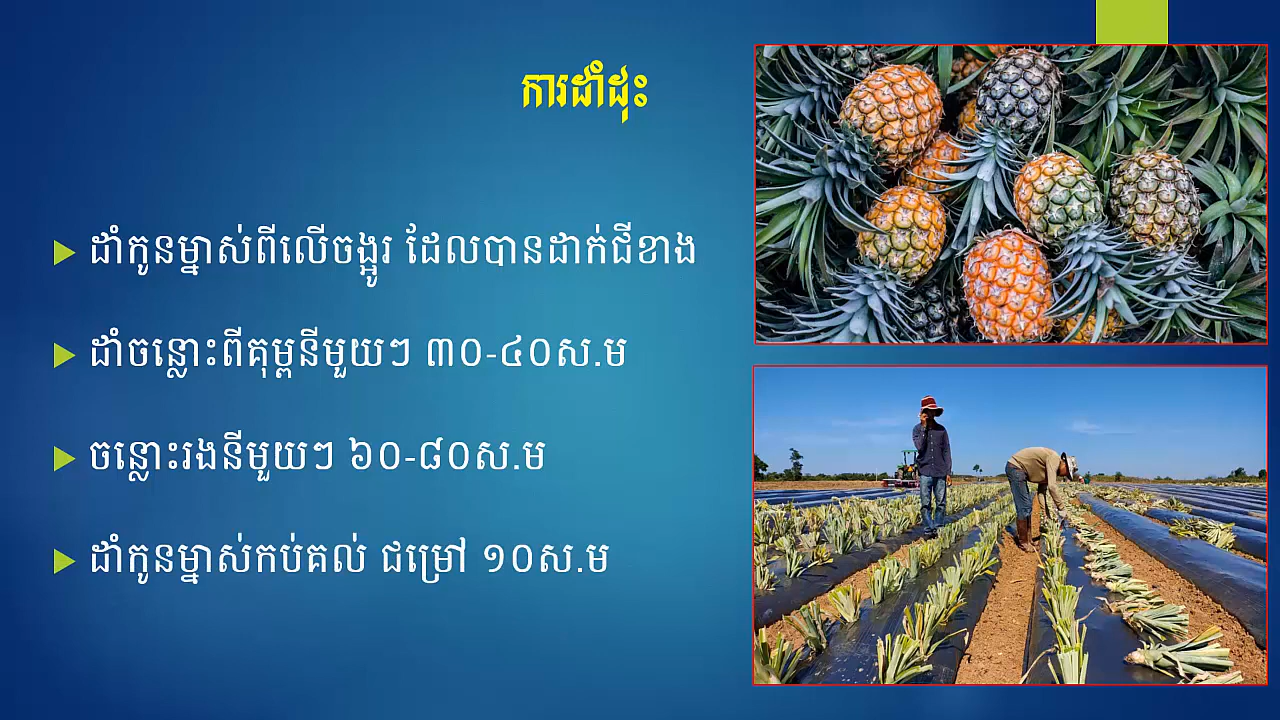 ការដាំដុះ
ដាំកូនម្នាស់ពីលើចង្អូរ ដែលបានដាក់ជីខាង
ដាំចន្លោះពីគុម្ពនីមួយៗ ៣០-៤០ស.ម
ចន្លោះរងនីមួយៗ ៦០-៨០ស.ម
ដាំកូនម្នាស់កប់គល់ ជម្រៅ ១០ស.ម